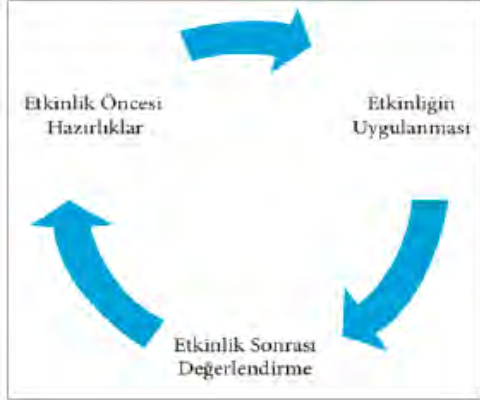 Etkinlik Öncesi
Hazırlıklar
Etkinliğin
Uygulanması
Etkinlik Sonrası
Değerlendirme